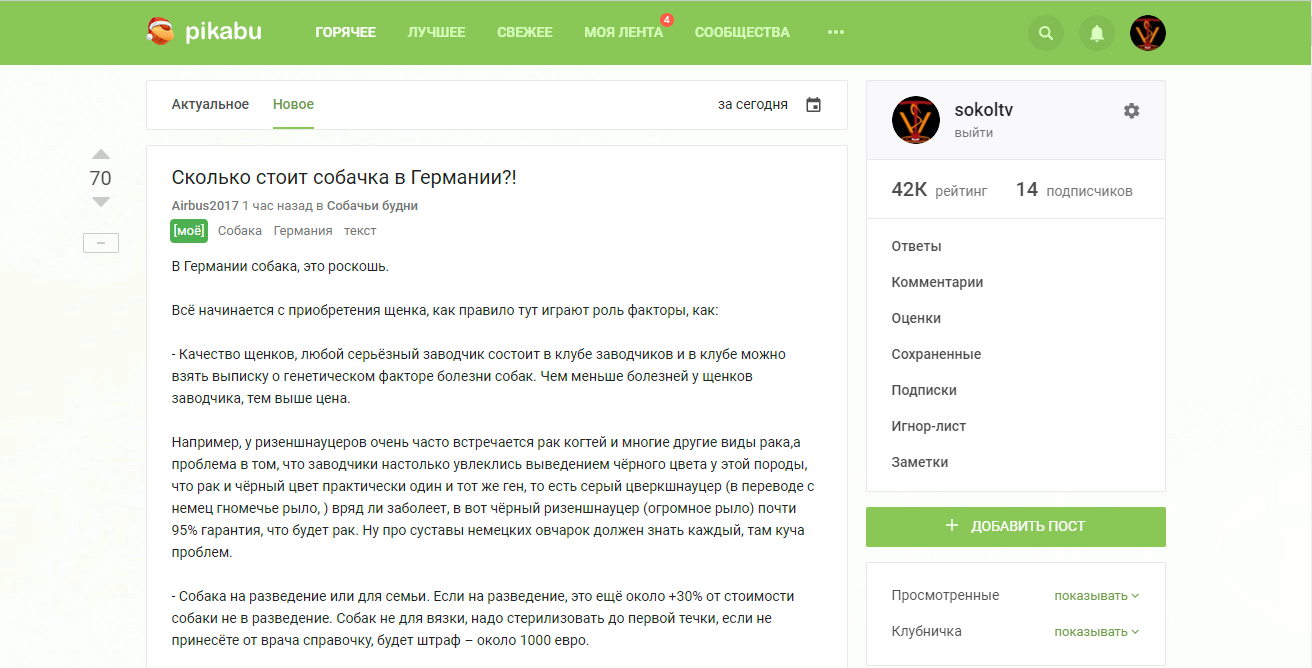 pikabu
ГОРЯЧЕЕ ЛУЧШЕЕ СВЕЖЕЕ МОЯ ЛЕНТА 4 СООБЩЕСТВА
Актуальное Новое за сегодня
70
Сколько стоит собачка в Германии?!
Airbus2017 1 час назад в Собачьи будни
[моё] Собака Германия текст
В Германии собака, это роскошь.
Всё начинается с приобретения щенка, как правило тут играют роль факторы, как:
- Качество щенков, любой серьёзный заводчик состоит в клубе заводчиков и в клубе можно
взять выписку о генетическом факторе болезни собак. Чем меньше болезней у щенков
заводчика, тем выше цена.
Например, у ризеншнауцеров очень часто встречается рак когтей и многие другие виды рака,а
проблема в том, что заводчики настолько увлеклись выведением чёрного цвета у этой породы,
что рак и чёрный цвет практически один и тот же ген, то есть серый цверкшнауцер (в переводе с
немец гномечье рыло, ) вряд ли заболеет, в вот чёрный ризеншнауцер (огромное рыло) почти
95% гарантия, что будет рак. Ну про суставы немецких овчарок должен знать каждый, там куча
проблем.
- Собака на разведение или для семьи. Если на разведение, это ещё около +30% от стоимости
собаки не в разведение. Собак не для вязки, надо стерилизовать до первой течки, если не
принесёте от врача справочку, будет штраф – около 1000 евро.
sokoltv
выйти
42K рейтинг 14 подписчиков
Ответы
Комментарии
Оценки
Сохраненные
Подписки
Игнор-лист
Заметки
+ ДОБАВИТЬ ПОСТ
Просмотренные показывать
Клубничка показывать